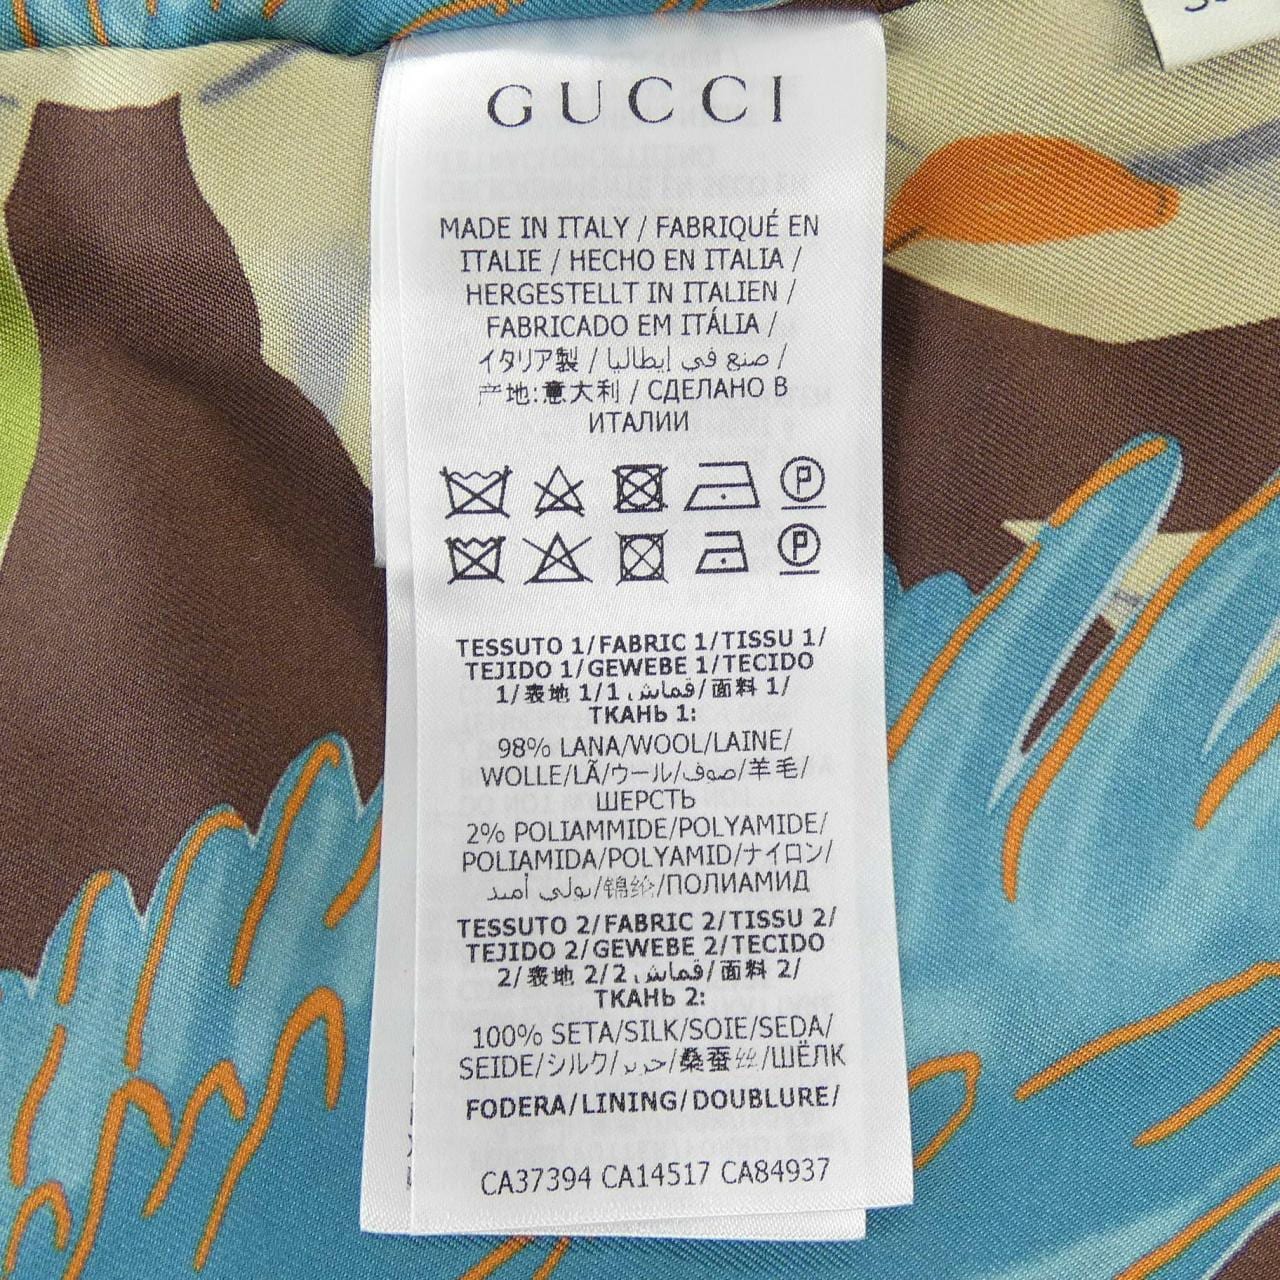 GUCCI
MADE IN ITALY / FABRIQUÉ EN
ITALIE / HECHO EN ITALIA /
HERGESTELLT IN ITALIEN /
FABRICADO EM ITÁLIA /
イタリア製 / صنع في إيطاليا /
产地:意大利 / СДЕЛАНО В
ИТАЛИИ
P
P
TESSUTO 1/FABRIC 1/TISSU 1/
TEJIDO 1/GEWEBE 1/TECIDO
1/表地 1/قماش، 1/面料 1/
ТКАНЬ 1:
98% LANA/WOOL/LAINE/
WOLLE/LÃ/ウール/صوف/羊毛/
ШЕРСТЬ
2% POLIAMMIDE/POLYAMIDE/
POLIAMIDA/POLYAMID/ナイロン/
بولي أميد/锦纶/ПОЛИАМИД
TESSUTO 2/FABRIC 2/TISSU 2/
TEJIDO 2/GEWEBE 2/TECIDO
2/表地 2/قماش، 2/面料 2/
ТКАНЬ 2:
100% SETA/SILK/SOIE/SEDA/
SEIDE/シルク/حرير/桑蚕丝/ШЁЛК
FODERA/LINING/DOUBLURE/
CA37394 CA14517 CA84937